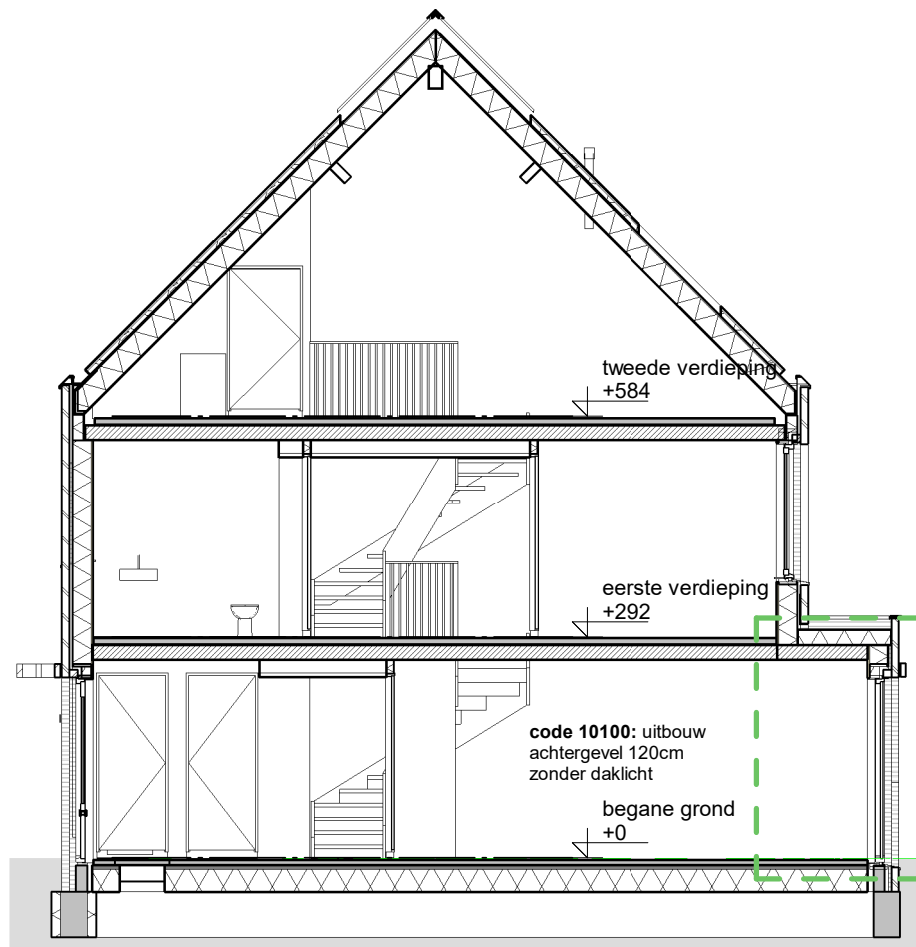 tweede verdieping
+584
eerste verdieping
+292
code 10100: uitbouw
achtergevel 120cm
zonder daklicht
begane grond
+0